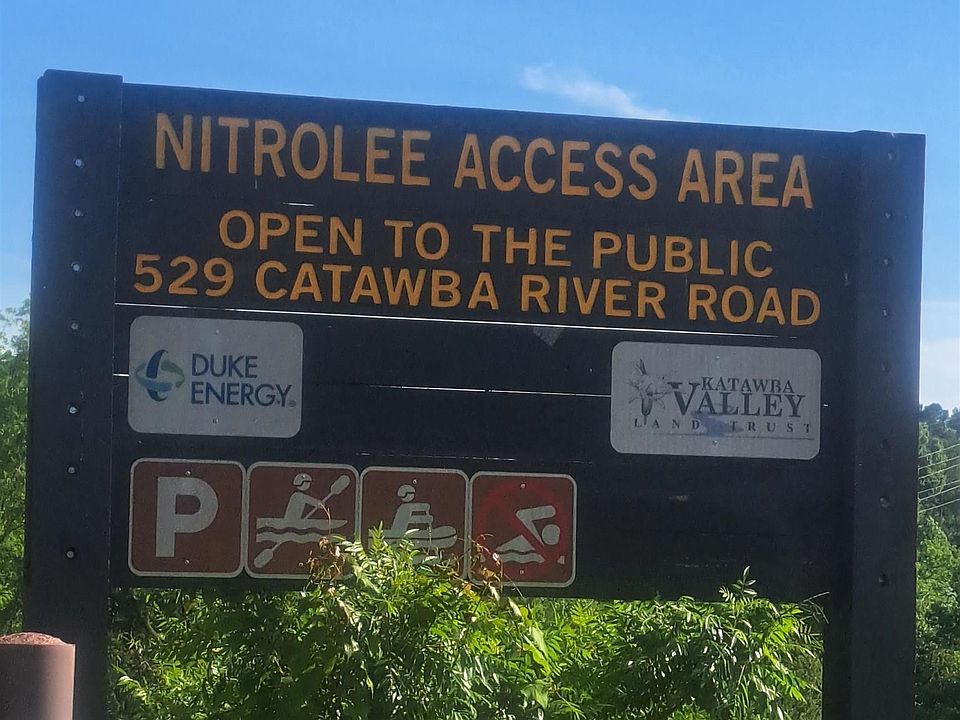 NITROLEE ACCESS AREA
OPEN TO THE PUBLIC
529 CATAWBA RIVER ROAD
DUKE
ENERGY®
KATAWBA
VALLEY
LAND TRUST
P